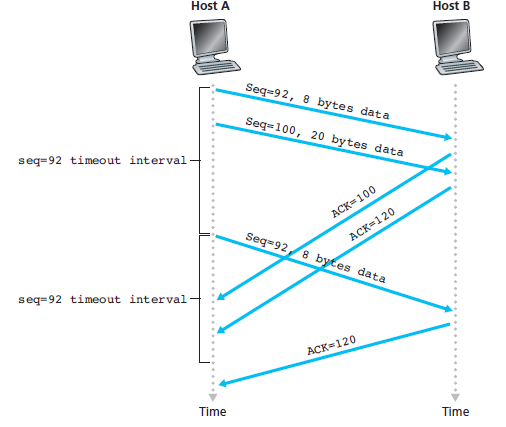 Host A
Host B
Seq=92, 8 bytes data
Seq=100, 20 bytes data
seq=92 timeout interval
ACK=100
ACK=120
Seq=92, 8 bytes data
seq=92 timeout interval
ACK=120
Time
Time